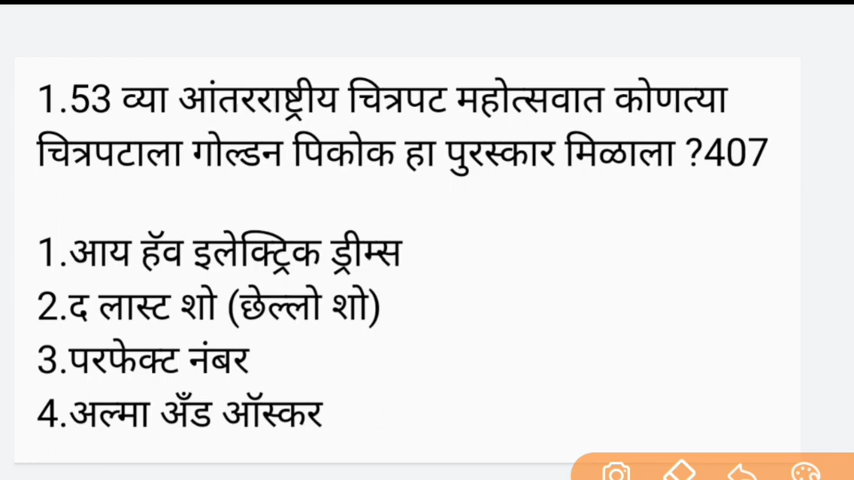 1.53 व्या आंतरराष्ट्रीय चित्रपट महोत्सवात कोणत्या
चित्रपटाला गोल्डन पिकोक हा पुरस्कार मिळाला ?407
1.आय हॅव इलेक्ट्रिक ड्रीम्स
2.द लास्ट शो (छेल्लो शो)
3.परफेक्ट नंबर
4.अल्मा अँड ऑस्कर